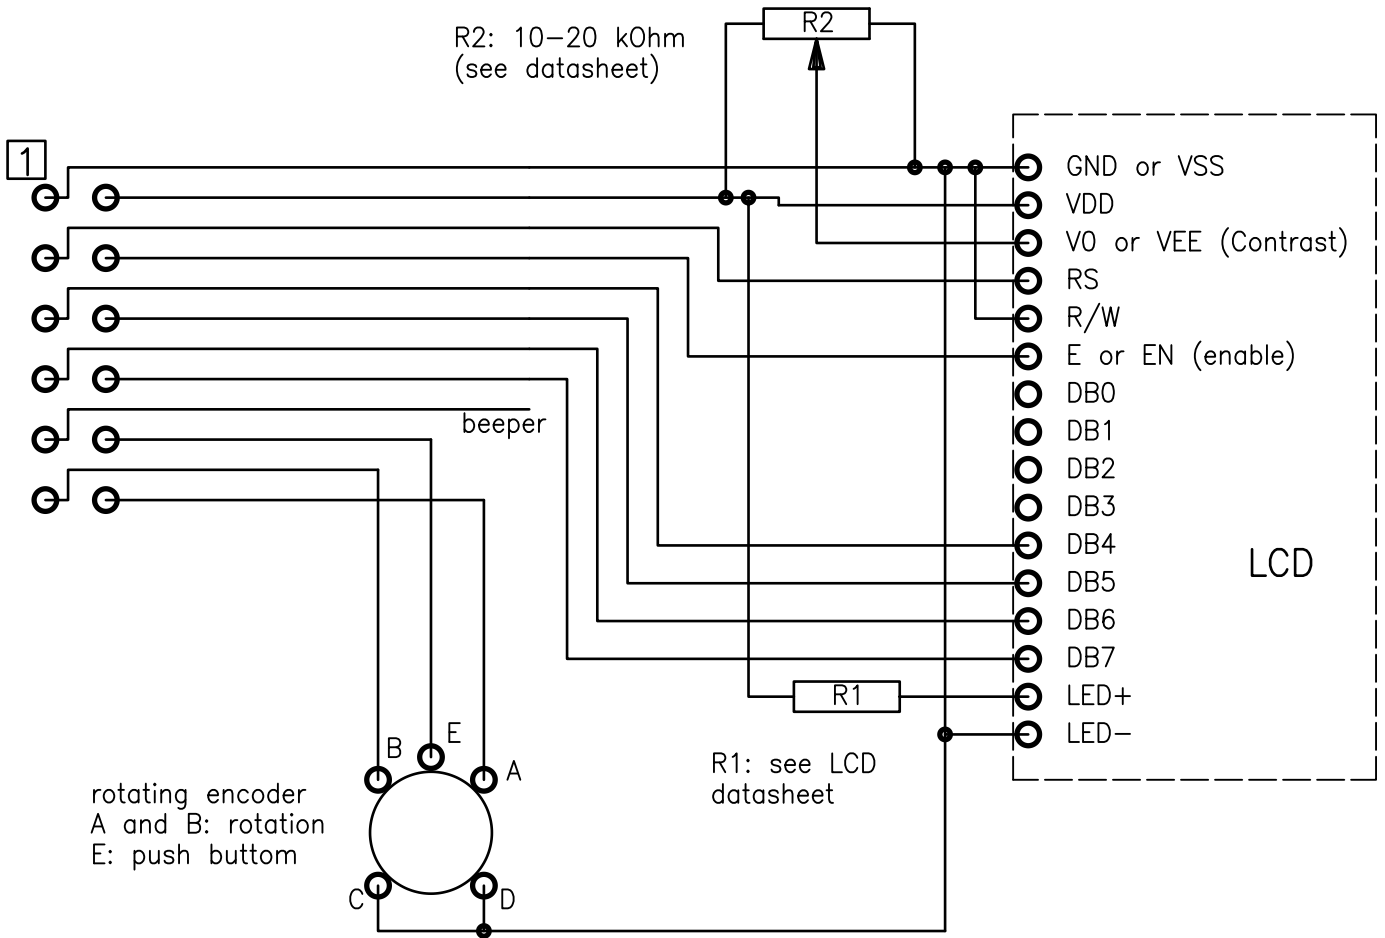 R2
R2: 10-20 kOhm
(see datasheet)
1
GND or VSS
VDD
V0 or VEE (Contrast)
RS
R/W
E or EN (enable)
DB0
DB1
DB2
DB3
DB4
DB5
DB6
DB7
LED+
LED-
LCD
beeper
R1
R1: see LCD
datasheet
B
E
A
rotating encoder
A and B: rotation
E: push buttom
C
D